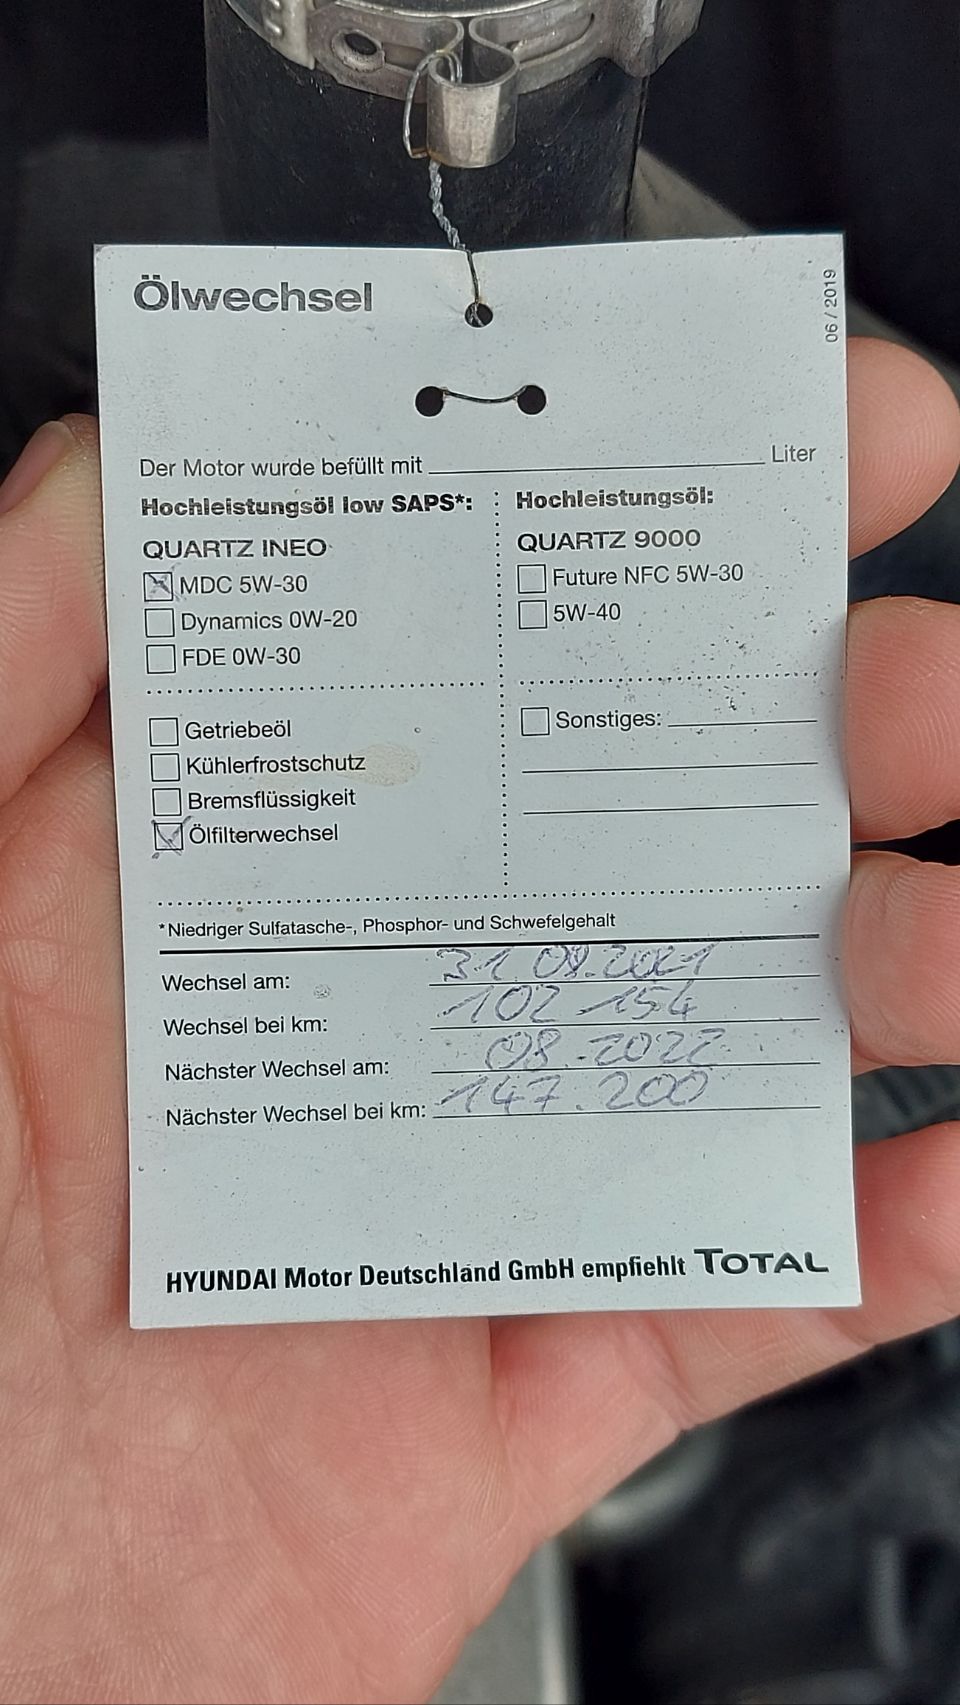 Ölwechsel
06 / 2019
Der Motor wurde befüllt mit Liter
Hochleistungsöl low SAPS*:
QUARTZ INEO
MDC 5W-30
Dynamics 0W-20
FDE 0W-30
Hochleistungsöl:
QUARTZ 9000
Future NFC 5W-30
5W-40
Getriebeöl
Kühlerfrostschutz
Bremsflüssigkeit
Ölfilterwechsel
Sonstiges:
*Niedriger Sulfatasche-, Phosphor- und Schwefelgehalt
Wechsel am: 31.08.2021
Wechsel bei km: 102 154
Nächster Wechsel am: 08.2022
Nächster Wechsel bei km: 147.200
HYUNDAI Motor Deutschland GmbH empfiehlt TOTAL